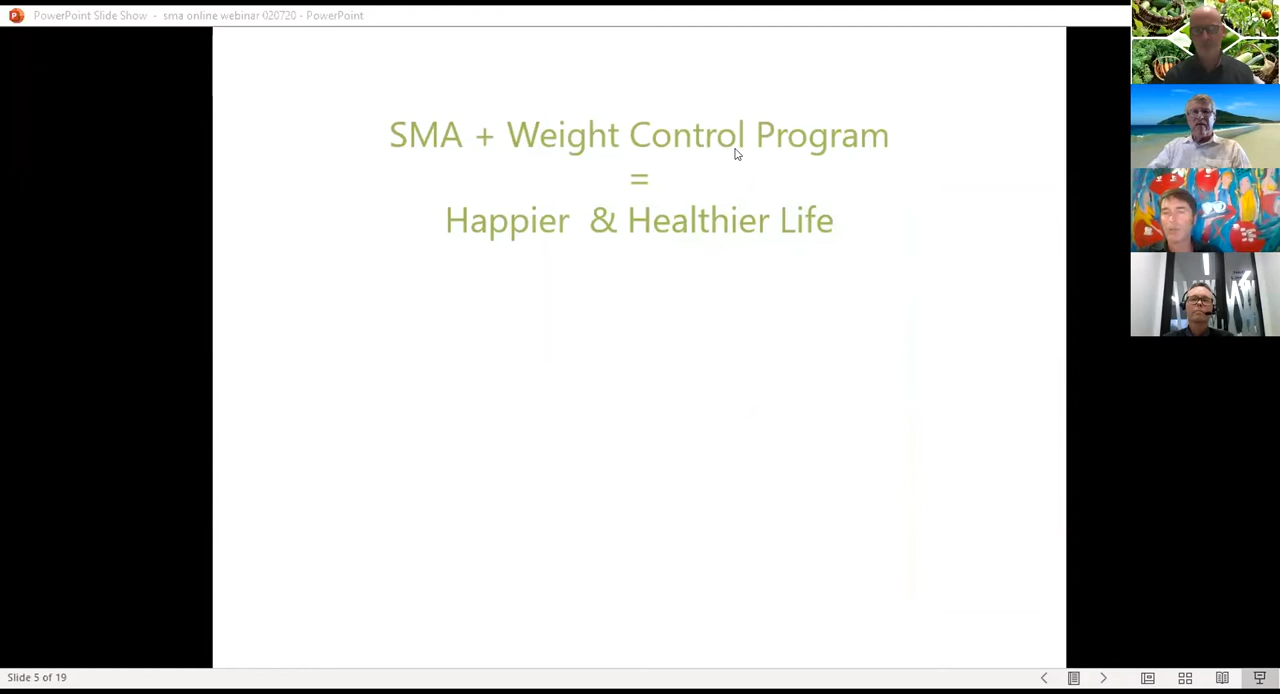 PowerPoint Slide Show - sma online webinar 020720 - PowerPoint
SMA + Weight Control Program
=
Happier & Healthier Life
Slide 5 of 19